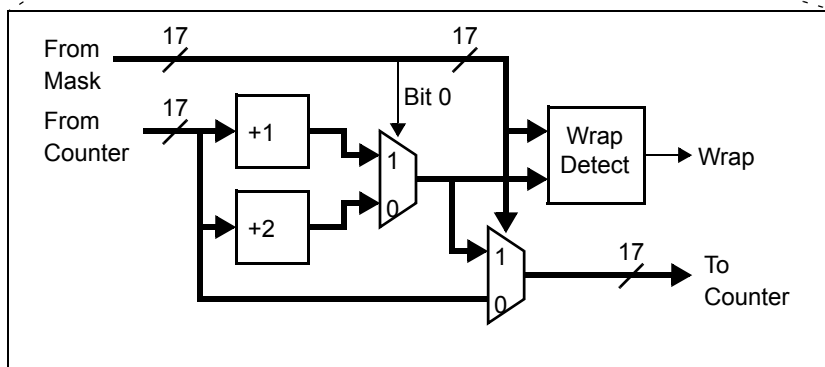 17
17
From
Mask
Bit 0
17
From
Counter
+1
1
0
Wrap
Detect
Wrap
+2
1
0
17
To
Counter